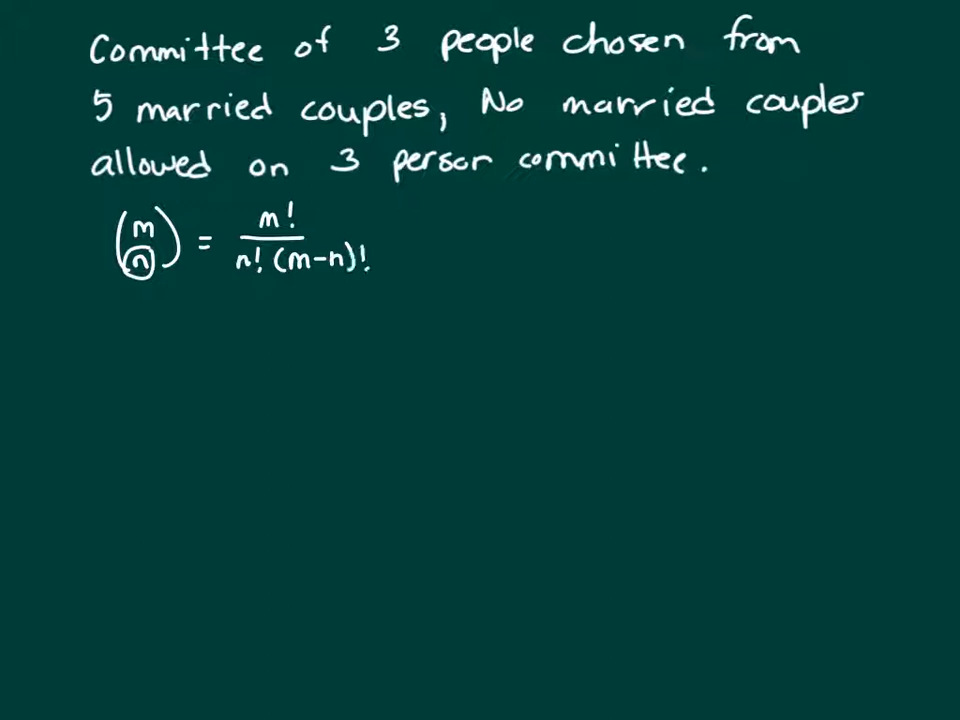 Committee of 3 people chosen from
5 married couples, No married couples
allowed on 3 person committee.
(m n) = m! / n! (m-n)!